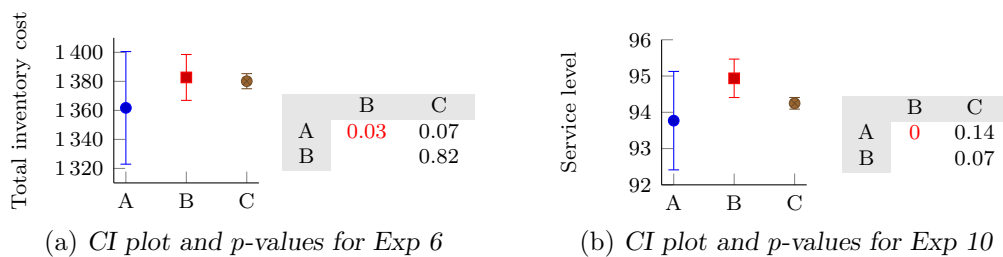 Total inventory cost
1 400
1 380
1 360
1 340
1 320
A B C
B C
A 0.03 0.07
B 0.82
(a) CI plot and p-values for Exp 6
Service level
96
95
94
93
92
A B C
B C
A 0 0.14
B 0.07
(b) CI plot and p-values for Exp 10